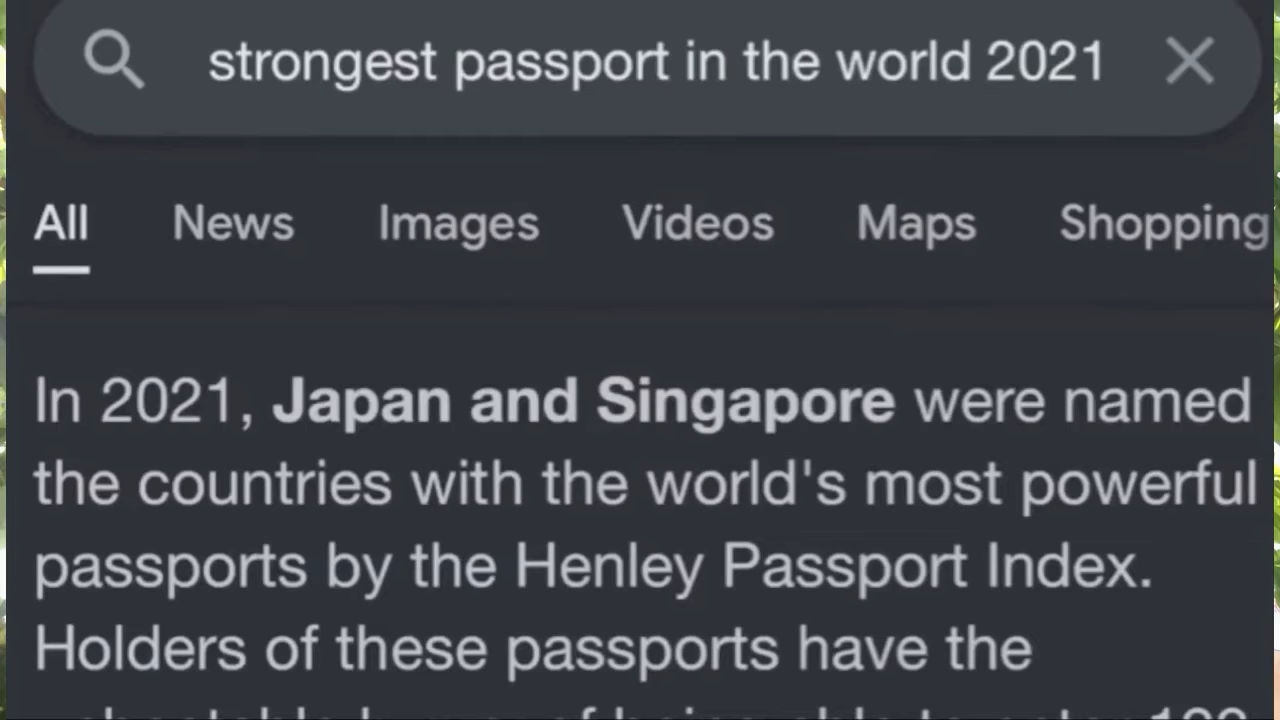 strongest passport in the world 2021
All News Images Videos Maps Shopping
In 2021, Japan and Singapore were named
the countries with the world's most powerful
passports by the Henley Passport Index.
Holders of these passports have the